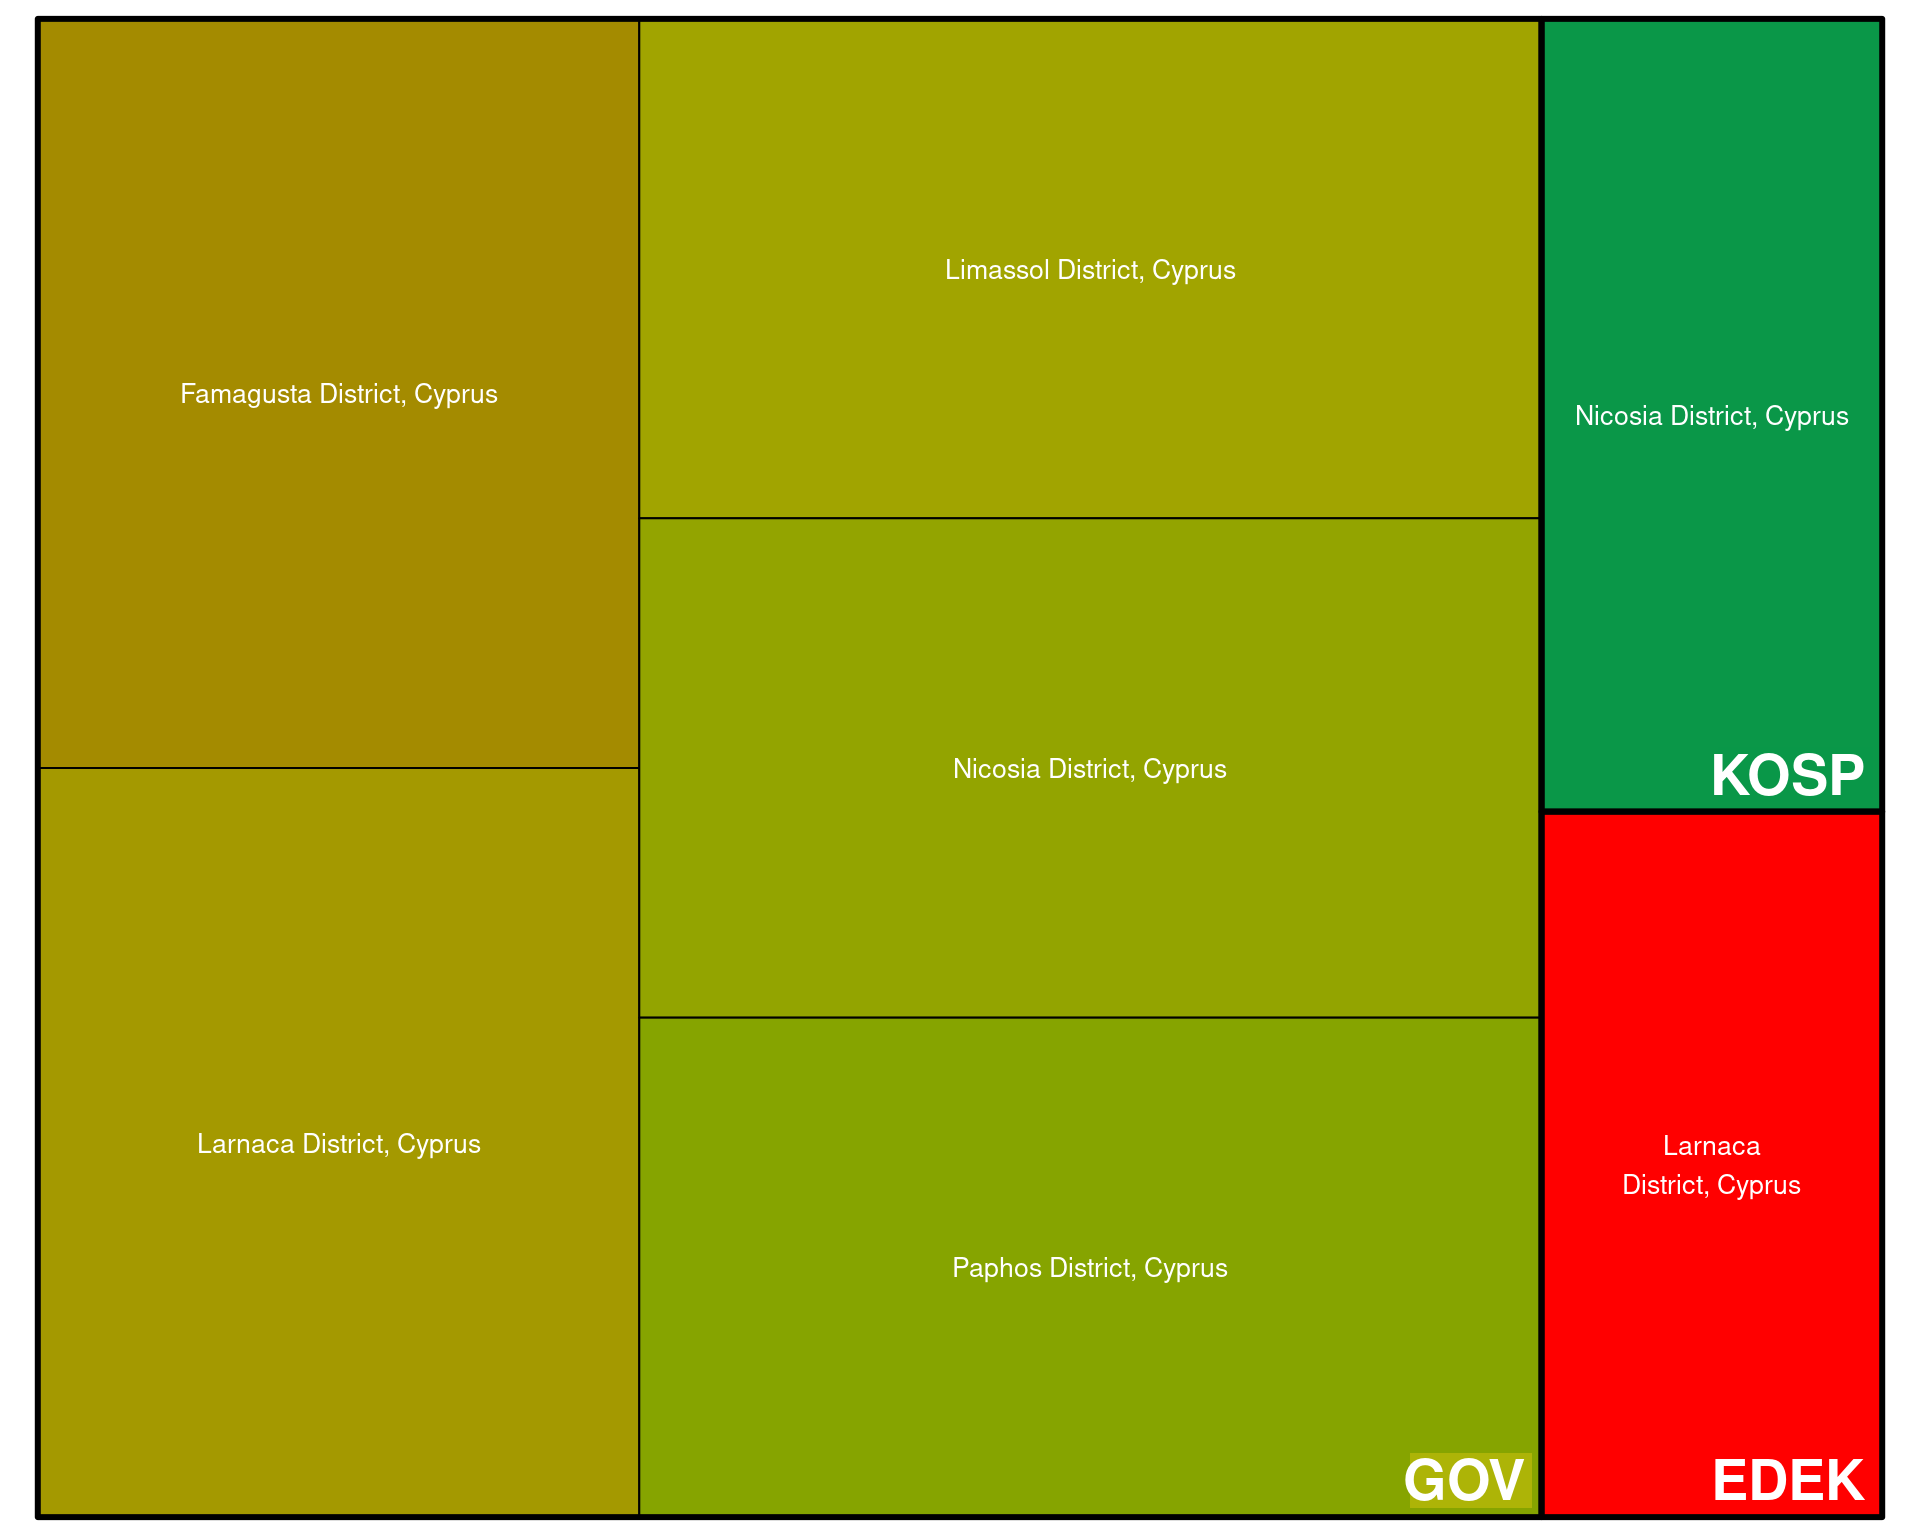 Famagusta District, Cyprus
Larnaca District, Cyprus
Limassol District, Cyprus
Nicosia District, Cyprus
Paphos District, Cyprus
GOV
Nicosia District, Cyprus
KOSP
Larnaca
District, Cyprus
EDEK